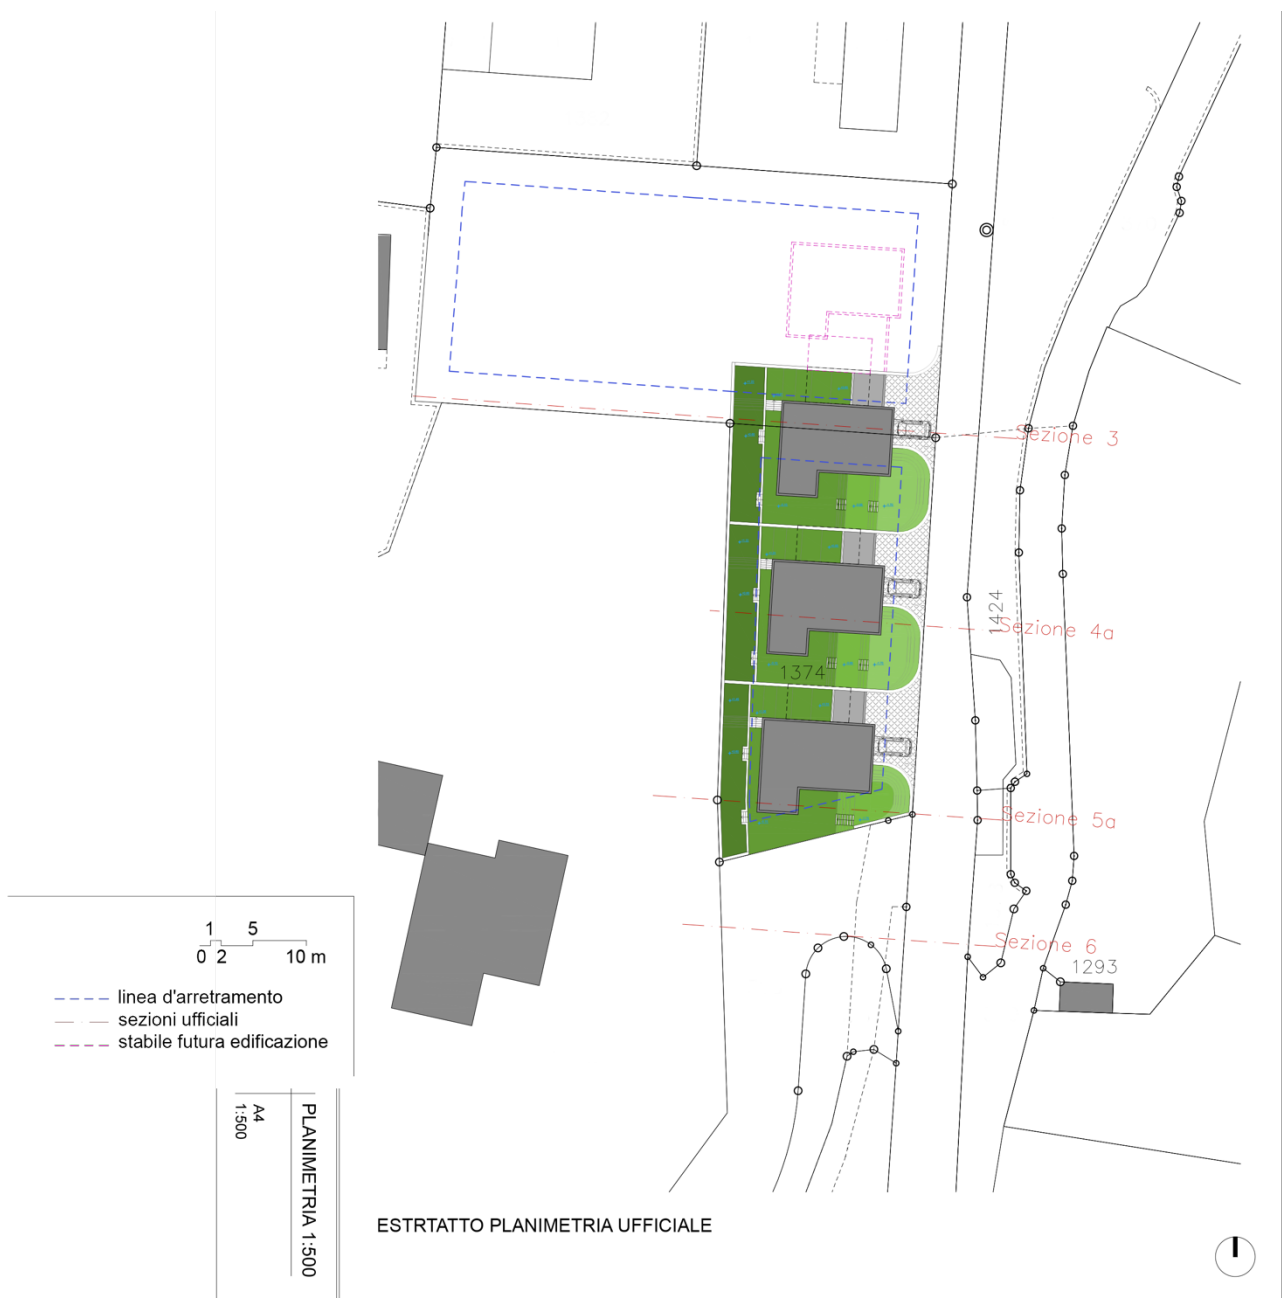 Sezione 3
1424
Sezione 4a
1374
Sezione 5a
Sezione 6
1293
1 5
0 2 10 m
linea d'arretramento
sezioni ufficiali
stabile futura edificazione
PLANIMETRIA 1:500
A4
1:500
ESTRTATTO PLANIMETRIA UFFICIALE